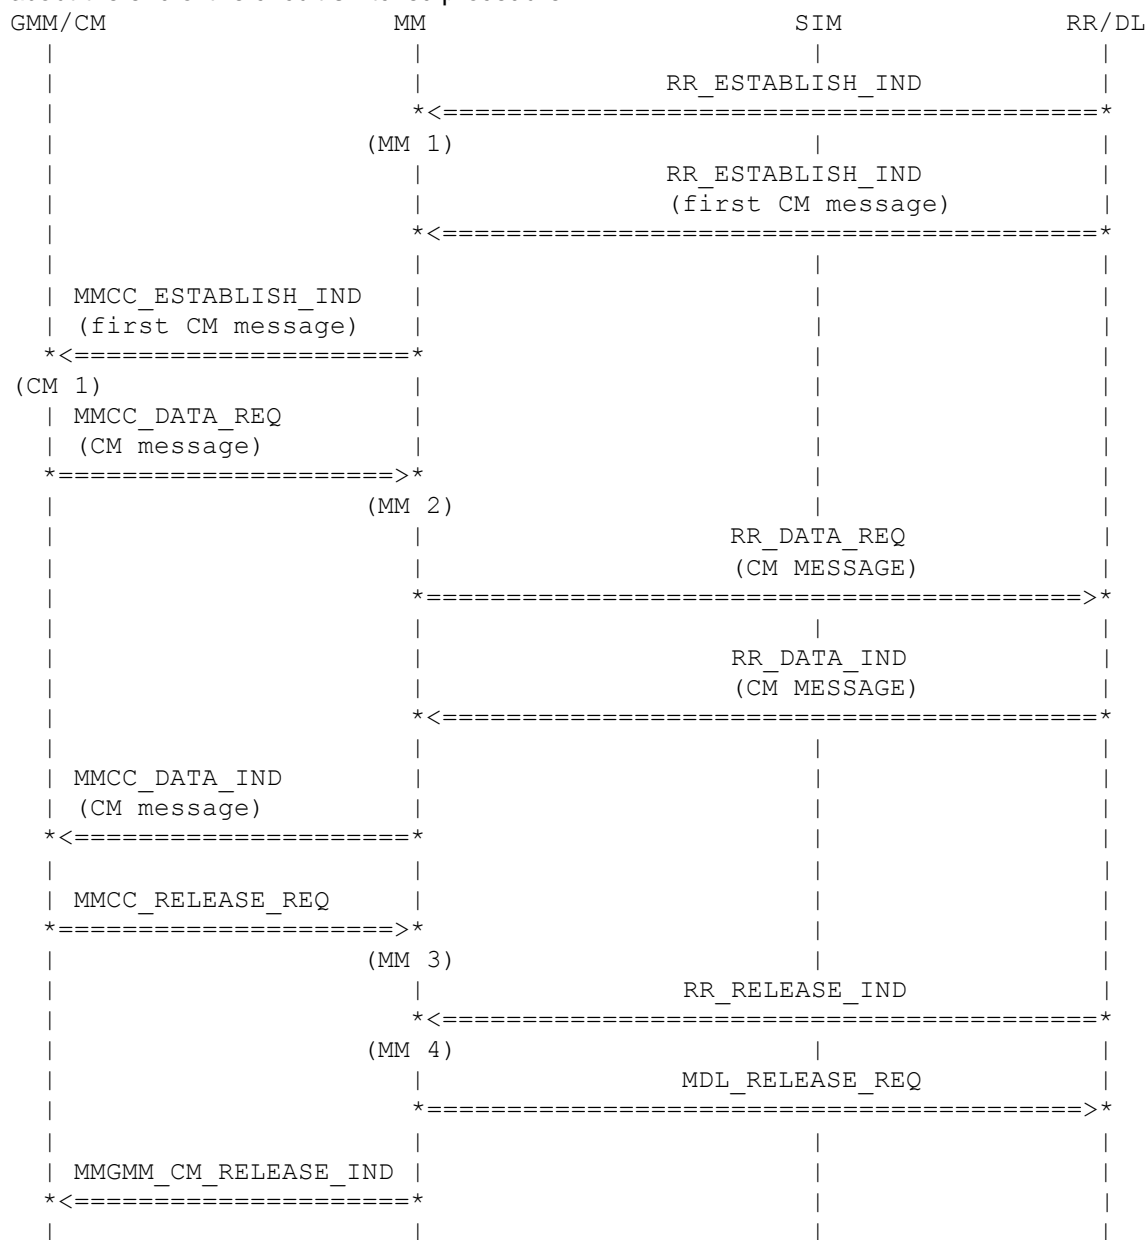 GMM/CM MM SIM RR/DL
RR_ESTABLISH_IND
*<=========================================*
(MM 1)
RR_ESTABLISH_IND
(first CM message)
*<=========================================*
| MMCC_ESTABLISH_IND |
| (first CM message) |
*<=====================*
(CM 1)
| MMCC_DATA_REQ |
| (CM message) |
*=====================>*
(MM 2)
RR_DATA_REQ
(CM MESSAGE)
*=========================================>*
RR_DATA_IND
(CM MESSAGE)
*<=========================================*
| MMCC_DATA_IND |
| (CM message) |
*<=====================*
| MMCC_RELEASE_REQ |
*=====================>*
(MM 3)
RR_RELEASE_IND
*<=========================================*
(MM 4)
MDL_RELEASE_REQ
*=========================================>*
| MMGMM_CM_RELEASE_IND |
*<=====================*